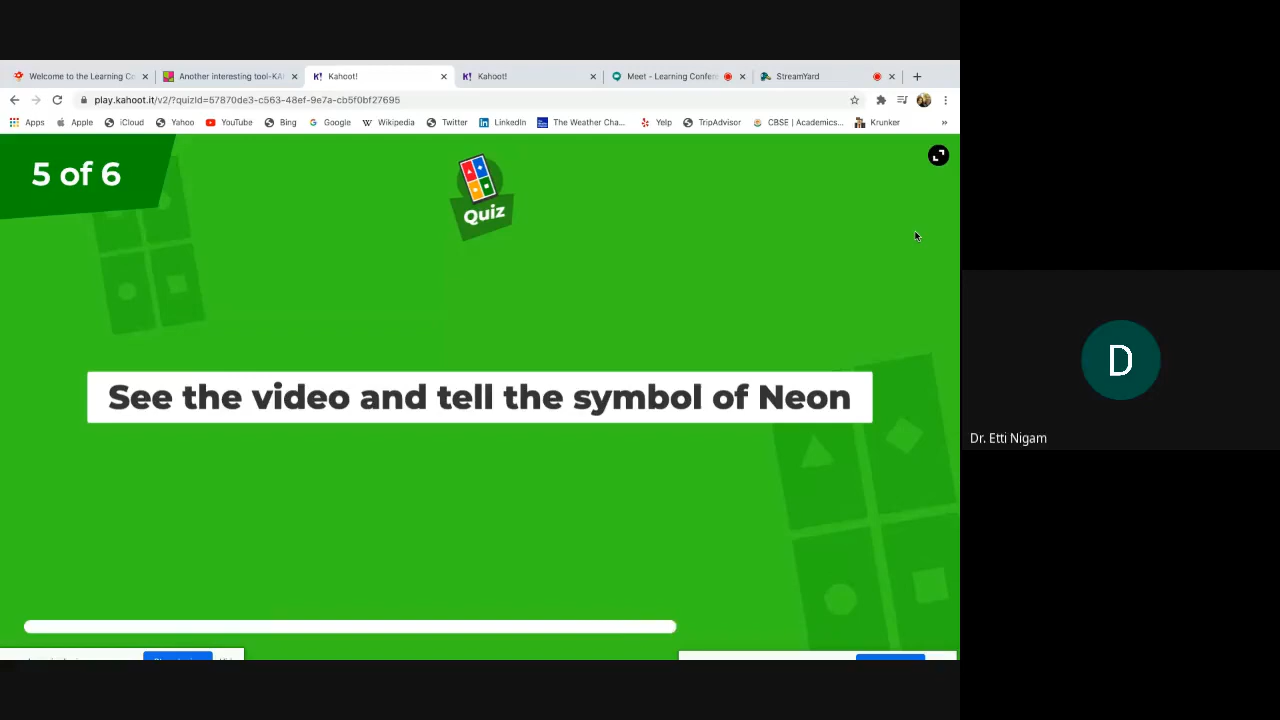 Welcome to the Learning Co
Another interesting tool-KA
Kahoot!
Kahoot!
Meet - Learning Confere
StreamYard
play.kahoot.it/v2/?quizId=57870de3-c563-48ef-9e7a-cb5f0bf27695
Apps Apple iCloud Yahoo YouTube Bing Google Wikipedia Twitter LinkedIn The Weather Cha... Yelp TripAdvisor CBSE | Academics... Krunker »
5 of 6
Quiz
See the video and tell the symbol of Neon
D
Dr. Etti Nigam